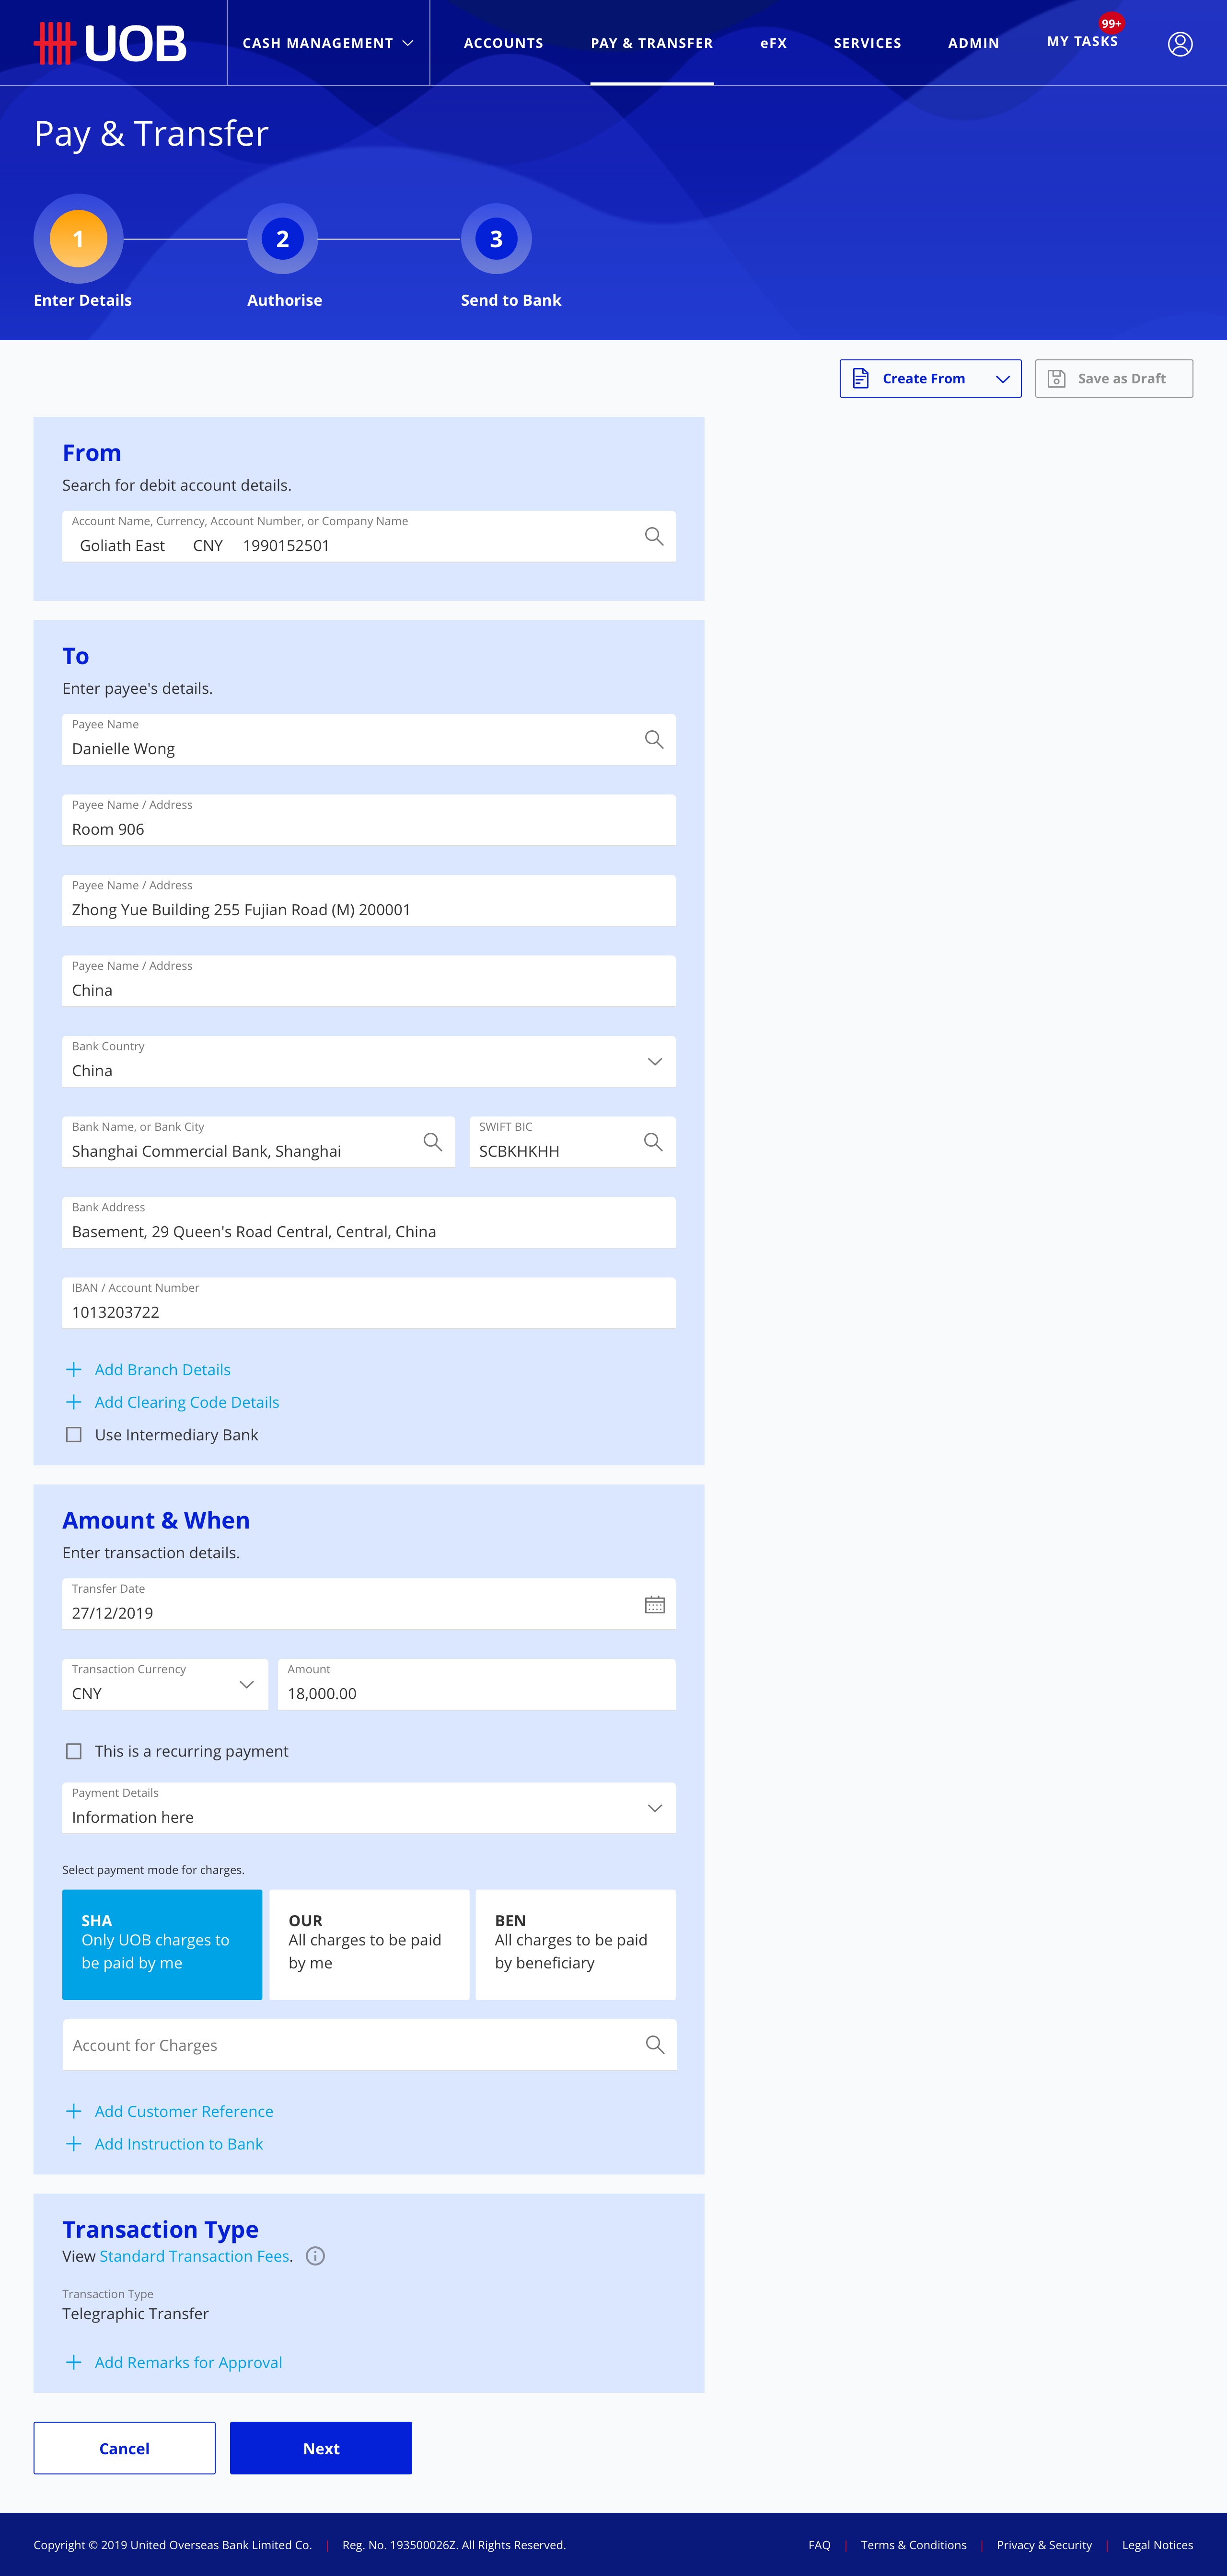 UOB
CASH MANAGEMENT
ACCOUNTS
PAY & TRANSFER
eFX
SERVICES
ADMIN
MY TASKS
99+
Pay & Transfer
1
2
3
Enter Details
Authorise
Send to Bank
Create From
Save as Draft
From
Search for debit account details.
Account Name, Currency, Account Number, or Company Name
Goliath East CNY 1990152501
To
Enter payee's details.
Payee Name
Danielle Wong
Payee Name / Address
Room 906
Payee Name / Address
Zhong Yue Building 255 Fujian Road (M) 200001
Payee Name / Address
China
Bank Country
China
Bank Name, or Bank City
Shanghai Commercial Bank, Shanghai
SWIFT BIC
SCBKHKHH
Bank Address
Basement, 29 Queen's Road Central, Central, China
IBAN / Account Number
1013203722
Add Branch Details
Add Clearing Code Details
Use Intermediary Bank
Amount & When
Enter transaction details.
Transfer Date
27/12/2019
Transaction Currency
CNY
Amount
18,000.00
This is a recurring payment
Payment Details
Information here
Select payment mode for charges.
SHA
Only UOB charges to
be paid by me
OUR
All charges to be paid
by me
BEN
All charges to be paid
by beneficiary
Account for Charges
Add Customer Reference
Add Instruction to Bank
Transaction Type
View Standard Transaction Fees.
Transaction Type
Telegraphic Transfer
Add Remarks for Approval
Cancel
Next
Copyright © 2019 United Overseas Bank Limited Co. | Reg. No. 193500026Z. All Rights Reserved.
FAQ | Terms & Conditions | Privacy & Security | Legal Notices